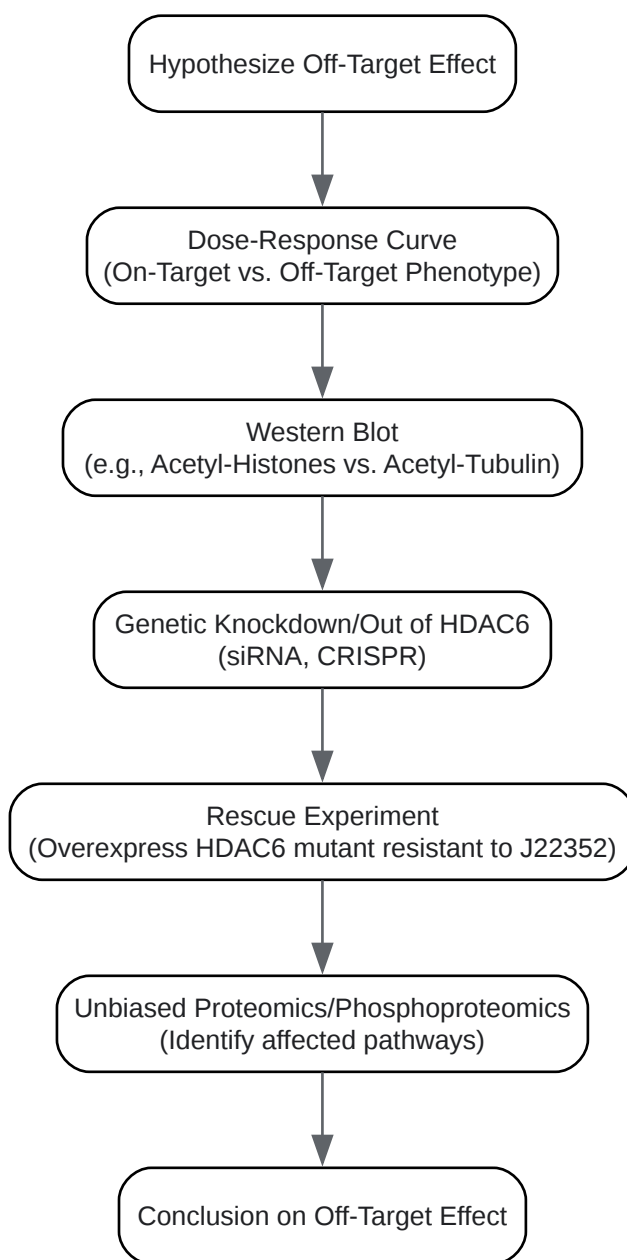 Hypothesize Off-Target Effect
Dose-Response Curve
(On-Target vs. Off-Target Phenotype)
Western Blot
(e.g., Acetyl-Histones vs. Acetyl-Tubulin)
Genetic Knockdown/Out of HDAC6
(siRNA, CRISPR)
Rescue Experiment
(Overexpress HDAC6 mutant resistant to J22352)
Unbiased Proteomics/Phosphoproteomics
(Identify affected pathways)
Conclusion on Off-Target Effect